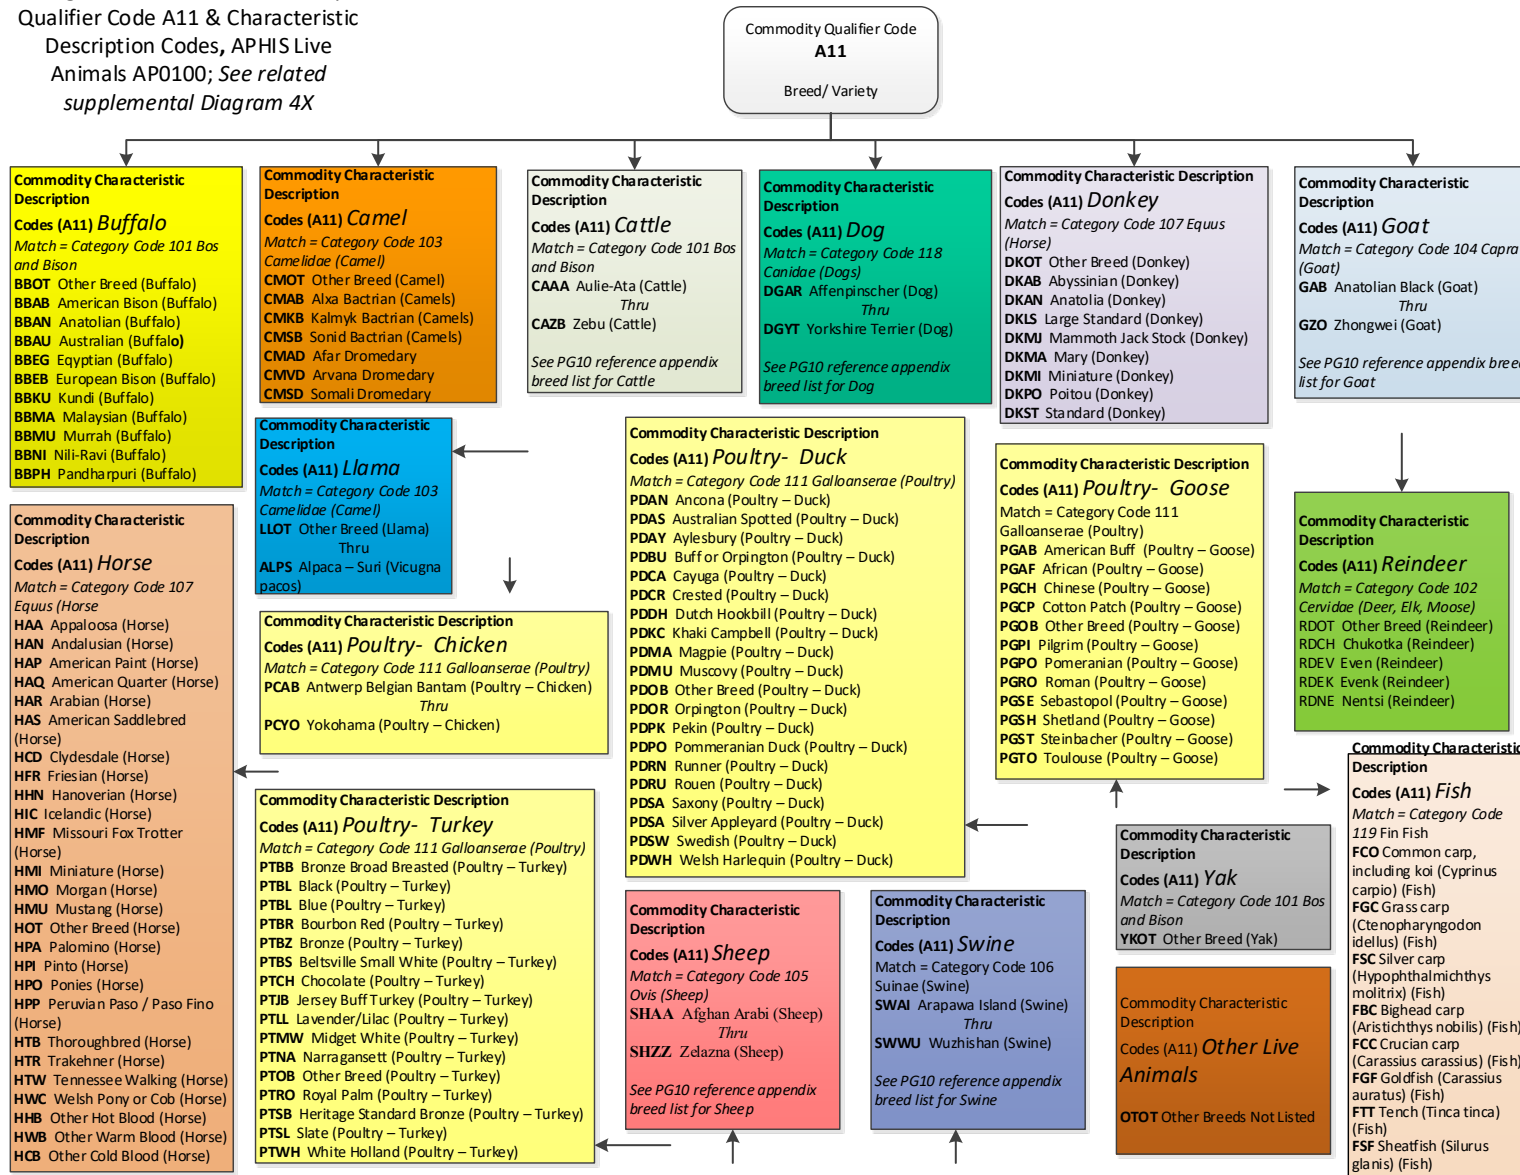 Qualifier Code A11 & Characteristic
Description Codes, APHIS Live
Animals AP0100; See related
supplemental Diagram 4X
Commodity Qualifier Code
A11
Breed/ Variety
Commodity Characteristic
Description
Codes (A11) Buffalo
Match = Category Code 101 Bos
and Bison
BBOT Other Breed (Buffalo)
BBAB American Bison (Buffalo)
BBAN Anatolian (Buffalo)
BBAU Australian (Buffalo)
BBEG Eqyptian (Buffalo)
BBEB European Bison (Buffalo)
BBKU Kundi (Buffalo)
BBMA Malaysian (Buffalo)
BBMU Murrah (Buffalo)
BBNI Nili-Ravi (Buffalo)
BBPH Pandharpuri (Buffalo)
Commodity Characteristic
Description
Codes (A11) Camel
Match = Category Code 103
Camelidae (Camel)
CMOT Other Breed (Camel)
CMAB Alxa Bactrian (Camels)
CMKB Kalmyk Bactrian (Camels)
CMSB Sonid Bactrian (Camels)
CMAD Afar Dromedary
CMVD Arvana Dromedary
CMSD Somali Dromedary
Commodity Characteristic
Description
Codes (A11) Cattle
Match = Category Code 101 Bos
and Bison
CAAA Aulie-Ata (Cattle)
Thru
CAZB Zebu (Cattle)
See PG10 reference appendix
breed list for Cattle
Commodity Characteristic
Description
Codes (A11) Dog
Match = Category Code 118
Canidae (Dogs)
DGAR Affenpinscher (Dog)
Thru
DGYT Yorkshire Terrier (Dog)
See PG10 reference appendix
breed list for Dog
Commodity Characteristic Description
Codes (A11) Donkey
Match = Category Code 107 Equus
(Horse)
DKOT Other Breed (Donkey)
DKAB Abyssinian (Donkey)
DKAN Anatolia (Donkey)
DKLS Large Standard (Donkey)
DKMJ Mammoth Jack Stock (Donkey)
DKMA Mary (Donkey)
DKMI Miniature (Donkey)
DKPO Poitou (Donkey)
DKST Standard (Donkey)
Commodity Characteristic
Description
Codes (A11) Goat
Match = Category Code 104 Capra
(Goat)
GAB Anatolian Black (Goat)
Thru
GZO Zhongwei (Goat)
See PG10 reference appendix breed
list for Goat
Commodity Characteristic
Description
Codes (A11) Horse
Match = Category Code 107
Equus (Horse
HAA Appaloosa (Horse)
HAN Andalusian (Horse)
HAP American Paint (Horse)
HAQ American Quarter (Horse)
HAR Arabian (Horse)
HAS American Saddlebred
(Horse)
HCD Clydesdale (Horse)
HFR Friesian (Horse)
HHN Hanoverian (Horse)
HIC Icelandic (Horse)
HMF Missouri Fox Trotter
(Horse)
HMI Miniature (Horse)
HMO Morgan (Horse)
HMU Mustang (Horse)
HOT Other Breed (Horse)
HPA Palomino (Horse)
HPI Pinto (Horse)
HPO Ponies (Horse)
HPP Peruvian Paso / Paso Fino
(Horse)
HTB Thoroughbred (Horse)
HTR Trakehner (Horse)
HTW Tennessee Walking (Horse)
HWC Welsh Pony or Cob (Horse)
HHB Other Hot Blood (Horse)
HWB Other Warm Blood (Horse)
HCB Other Cold Blood (Horse)
Commodity Characteristic
Description
Codes (A11) Llama
Match = Category Code 103
Camelidae (Camel)
LLOT Other Breed (Llama)
Thru
ALPS Alpaca – Suri (Vicugna
pacos)
Commodity Characteristic Description
Codes (A11) Poultry- Chicken
Match = Category Code 111 Galloanserae (Poultry)
PCAB Antwerp Belgian Bantam (Poultry – Chicken)
Thru
PCYO Yokohama (Poultry – Chicken)
Commodity Characteristic Description
Codes (A11) Poultry- Turkey
Match = Category Code 111 Galloanserae (Poultry)
PTBB Bronze Broad Breasted (Poultry – Turkey)
PTBL Black (Poultry – Turkey)
PTBL Blue (Poultry – Turkey)
PTBR Bourbon Red (Poultry – Turkey)
PTBZ Bronze (Poultry – Turkey)
PTBS Beltsville Small White (Poultry – Turkey)
PTCH Chocolate (Poultry – Turkey)
PTJB Jersey Buff Turkey (Poultry – Turkey)
PTLL Lavender/Lilac (Poultry – Turkey)
PTMW Midget White (Poultry – Turkey)
PTNA Narragansett (Poultry – Turkey)
PTOB Other Breed (Poultry – Turkey)
PTRO Royal Palm (Poultry – Turkey)
PTSB Heritage Standard Bronze (Poultry – Turkey)
PTSL Slate (Poultry – Turkey)
PTWH White Holland (Poultry – Turkey)
Commodity Characteristic Description
Codes (A11) Poultry- Duck
Match = Category Code 111 Galloanserae (Poultry)
PDAN Ancona (Poultry – Duck)
PDAS Australian Spotted (Poultry – Duck)
PDAY Aylesbury (Poultry – Duck)
PDBU Buff or Orpington (Poultry – Duck)
PDCA Cayuga (Poultry – Duck)
PDCR Crested (Poultry – Duck)
PDDH Dutch Hookbill (Poultry – Duck)
PDKC Khaki Campbell (Poultry – Duck)
PDMA Magpie (Poultry – Duck)
PDMU Muscovy (Poultry – Duck)
PDOB Other Breed (Poultry – Duck)
PDOR Orpington (Poultry – Duck)
PDPK Pekin (Poultry – Duck)
PDPO Pommeranian Duck (Poultry – Duck)
PDRN Runner (Poultry – Duck)
PDRU Rouen (Poultry – Duck)
PDSA Saxony (Poultry – Duck)
PDSA Silver Appleyard (Poultry – Duck)
PDSW Swedish (Poultry – Duck)
PDWH Welsh Harlequin (Poultry – Duck)
Commodity Characteristic Description
Codes (A11) Poultry- Goose
Match = Category Code 111
Galloanserae (Poultry)
PGAB American Buff (Poultry – Goose)
PGAF African (Poultry – Goose)
PGCH Chinese (Poultry – Goose)
PGCP Cotton Patch (Poultry – Goose)
PGOB Other Breed (Poultry – Goose)
PGPI Pilgrim (Poultry – Goose)
PGPO Pomeranian (Poultry – Goose)
PGRO Roman (Poultry – Goose)
PGSE Sebastopol (Poultry – Goose)
PGSH Shetland (Poultry – Goose)
PGST Steinbacher (Poultry – Goose)
PGTO Toulouse (Poultry – Goose)
Commodity Characteristic
Description
Codes (A11) Reindeer
Match = Category Code 102
Cervidae (Deer, Elk, Moose)
RDOT Other Breed (Reindeer)
RDCH Chukotka (Reindeer)
RDEV Even (Reindeer)
RDEK Evenk (Reindeer)
RDNE Nentsi (Reindeer)
Commodity Characteristic
Description
Codes (A11) Sheep
Match = Category Code 105
Ovis (Sheep)
SHAA Afghan Arabi (Sheep)
Thru
SHZZ Zelazna (Sheep)
See PG10 reference appendix
breed list for Sheep
Commodity Characteristic
Description
Codes (A11) Swine
Match = Category Code 106
Suinae (Swine)
SWAI Arapawa Island (Swine)
Thru
SWWU Wuzhishan (Swine)
See PG10 reference appendix
breed list for Swine
Commodity Characteristic
Description
Codes (A11) Yak
Match = Category Code 101 Bos
and Bison
YKOT Other Breed (Yak)
Commodity Characteristic
Description
Codes (A11) Other Live
Animals
OTOT Other Breeds Not Listed
Commodity Characteristic
Description
Codes (A11) Fish
Match = Category Code
119 Fin Fish
FCO Common carp,
including koi (Cyprinus
carpio) (Fish)
FGC Grass carp
(Ctenopharyngodon
idellus) (Fish)
FSC Silver carp
(Hypophthalmichthys
molitrix) (Fish)
FBC Bighead carp
(Aristichthys nobilis) (Fish)
FCC Crucian carp
(Carassius carassius) (Fish)
FGF Goldfish (Carassius
auratus) (Fish)
FTT Tench (Tinca tinca)
(Fish)
FSF Sheatfish (Silurus
glanis) (Fish)